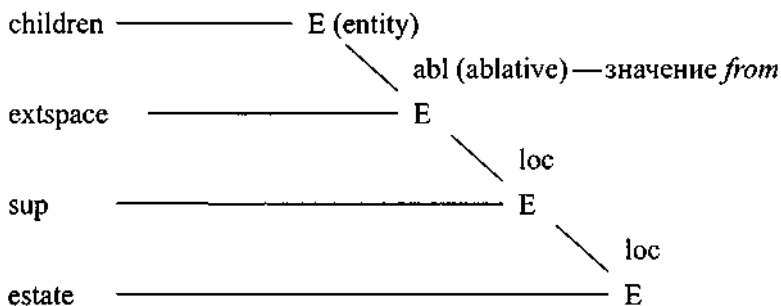 children E (entity)
abl (ablative) — значение from
extspace E
loc
sup E
loc
estate E